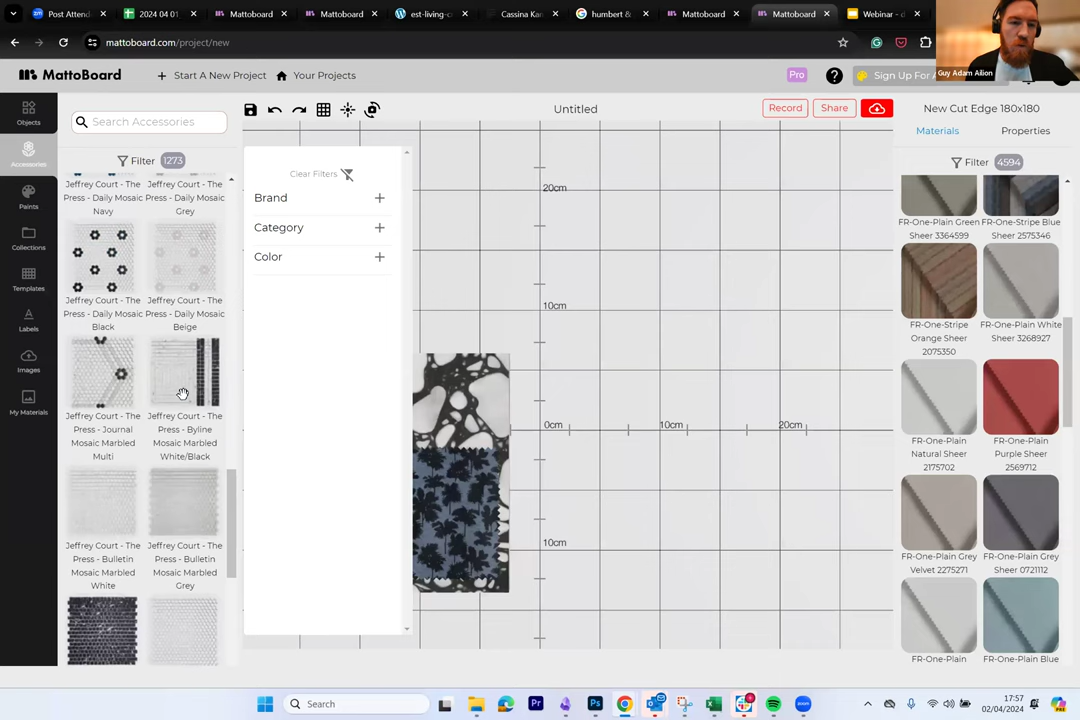 Post Attend
2024 04 01
Mattoboard
Mattoboard
est-living-c
Cassina Kan
humbert &
Mattoboard
Mattoboard
Webinar - d
mattoboard.com/project/new
Guy Adam Ailion
MattoBoard
Start A New Project
Your Projects
Pro
Sign Up For
Objects
Accessories
Paints
Collections
Templates
Labels
Images
My Materials
Search Accessories
Filter 1273
Jeffrey Court - The
Press - Daily Mosaic
Navy
Jeffrey Court - The
Press - Daily Mosaic
Grey
Jeffrey Court - The
Press - Daily Mosaic
Black
Jeffrey Court - The
Press - Daily Mosaic
Beige
Jeffrey Court - The
Press - Journal
Mosaic Marbled
Multi
Jeffrey Court - The
Press - Byline
Mosaic Marbled
White/Black
Jeffrey Court - The
Press - Bulletin
Mosaic Marbled
White
Jeffrey Court - The
Press - Bulletin
Mosaic Marbled
Grey
Untitled
Record
Share
Clear Filters
Brand
Category
Color
20cm
10cm
0cm
10cm
20cm
10cm
New Cut Edge 180x180
Materials
Properties
Filter 4594
FR-One-Plain Green
Sheer 3364599
FR-One-Stripe Blue
Sheer 2575346
FR-One-Stripe
Orange Sheer
2075350
FR-One-Plain White
Sheer 3268927
FR-One-Plain
Natural Sheer
2175702
FR-One-Plain
Purple Sheer
2569712
FR-One-Plain Grey
Velvet 2275271
FR-One-Plain Grey
Sheer 0721112
FR-One-Plain
FR-One-Plain Blue
Search
17:57
02/04/2024